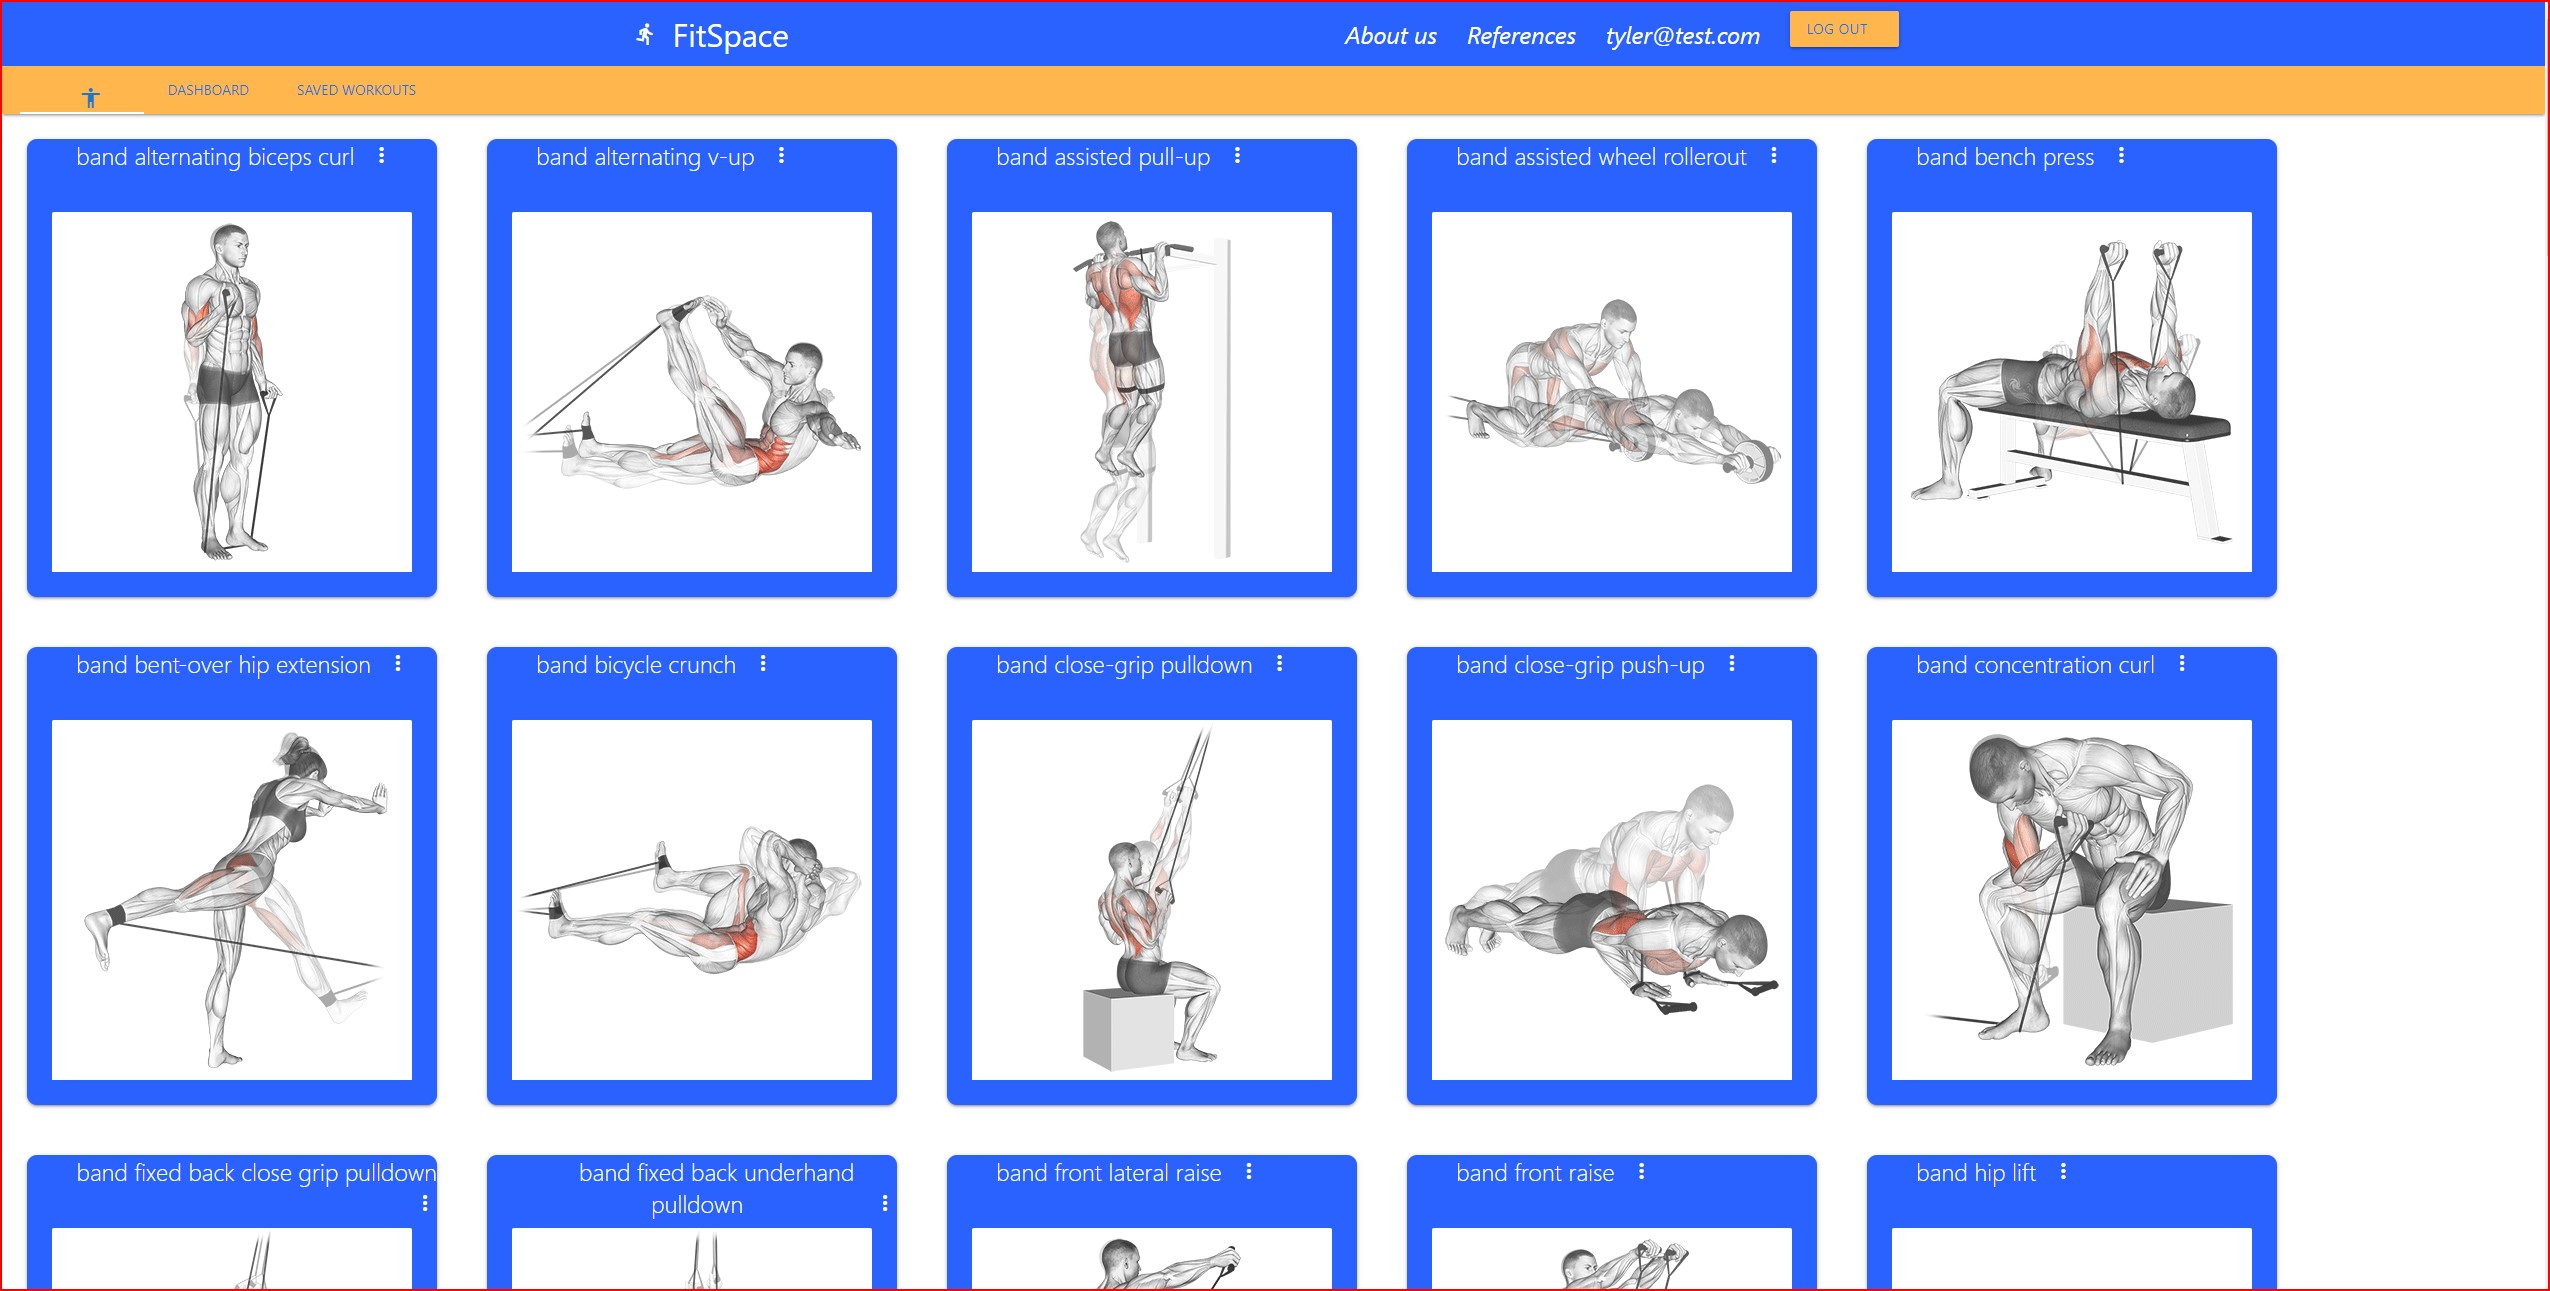 FitSpace
About us References tyler@test.com LOG OUT
DASHBOARD SAVED WORKOUTS
band alternating biceps curl
band alternating v-up
band assisted pull-up
band assisted wheel rollerout
band bench press
band bent-over hip extension
band bicycle crunch
band close-grip pulldown
band close-grip push-up
band concentration curl
band fixed back close grip pulldown
band fixed back underhand
pulldown
band front lateral raise
band front raise
band hip lift